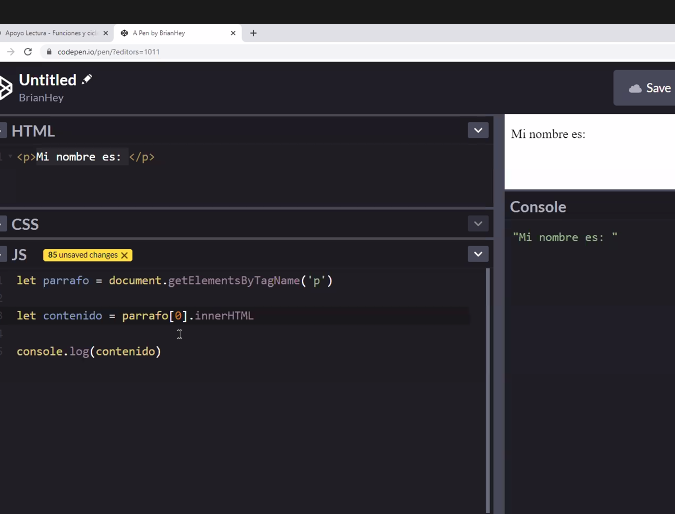 Apoyo Lectura - Funciones y cicl
A Pen by BrianHey
codepen.io/pen/?editors=1011
Untitled
BrianHey
Save
HTML
<p>Mi nombre es: </p>
Mi nombre es:
CSS
Console
"Mi nombre es: "
JS
85 unsaved changes X
let parrafo = document.getElementsByTagName('p')
2
let contenido = parrafo[0].innerHTML
console.log(contenido)